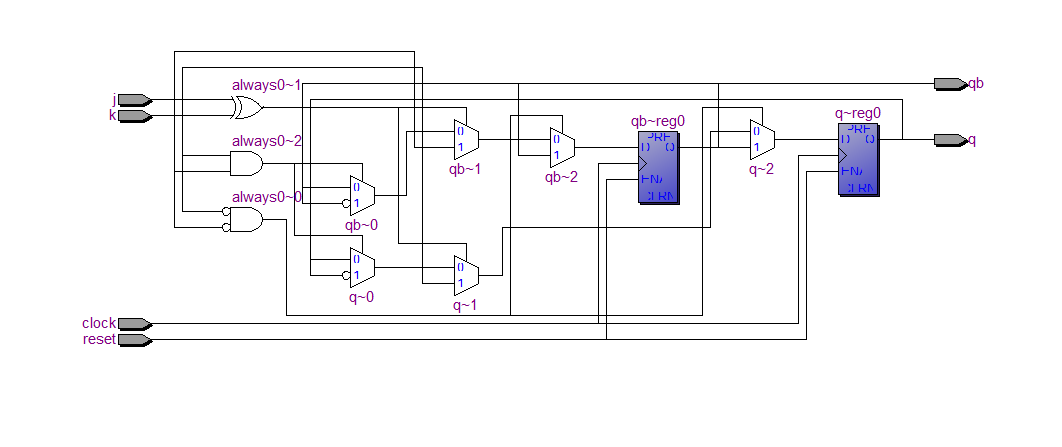 always0~1
qb
j
k
qb~reg0
q~reg0
PRE
D Q
ENA
CLRN
PRE
D Q
ENA
CLRN
0
1
qb~1
0
1
qb~2
0
1
q~2
q
always0~2
always0~0
0
1
qb~0
0
1
q~0
0
1
q~1
clock
reset